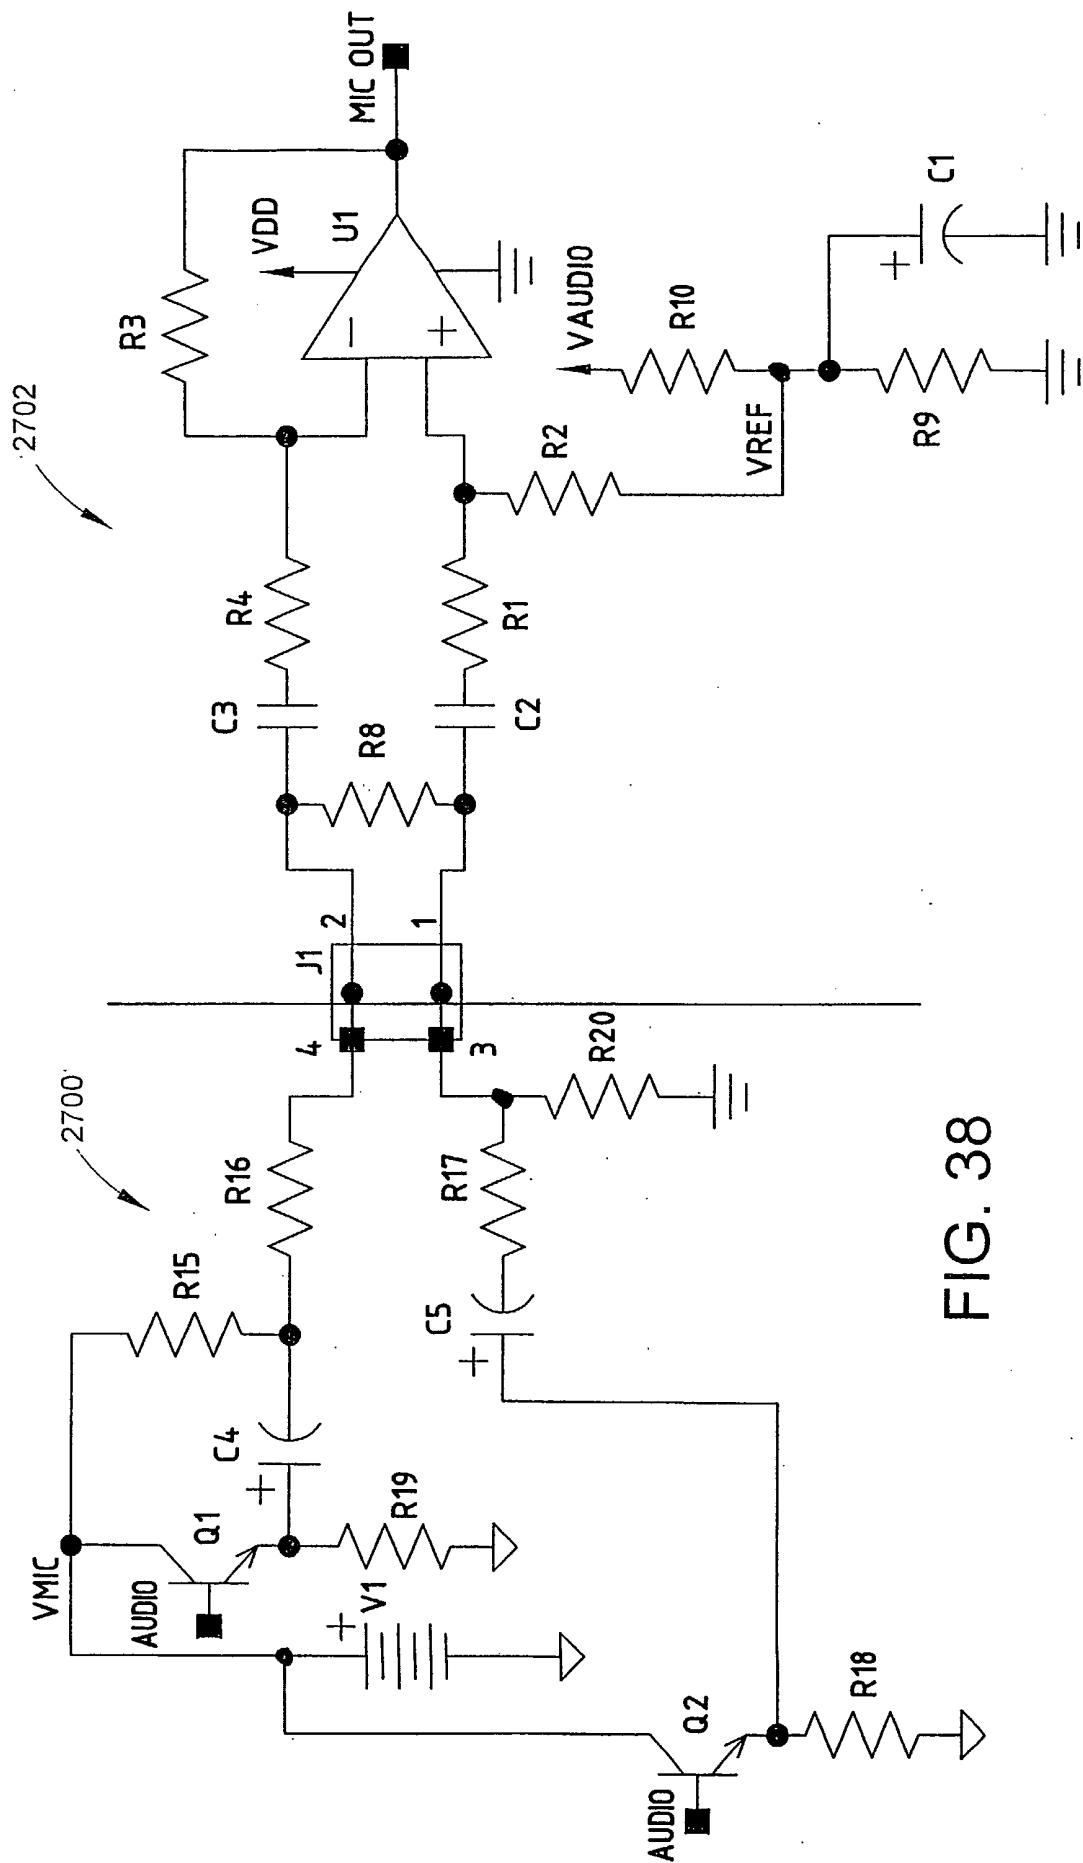 2700
2702
VMIC
R15
AUDIO
Q1
C4
+
R16
4
J1
2
C3
R4
R3
VDD
U1
MIC OUT
−
+
V1
+
R19
C5
+
R17
3
1
R8
C2
R1
R2
VAUDIO
R10
VREF
R9
+
C1
R20
AUDIO
Q2
R18
FIG. 38